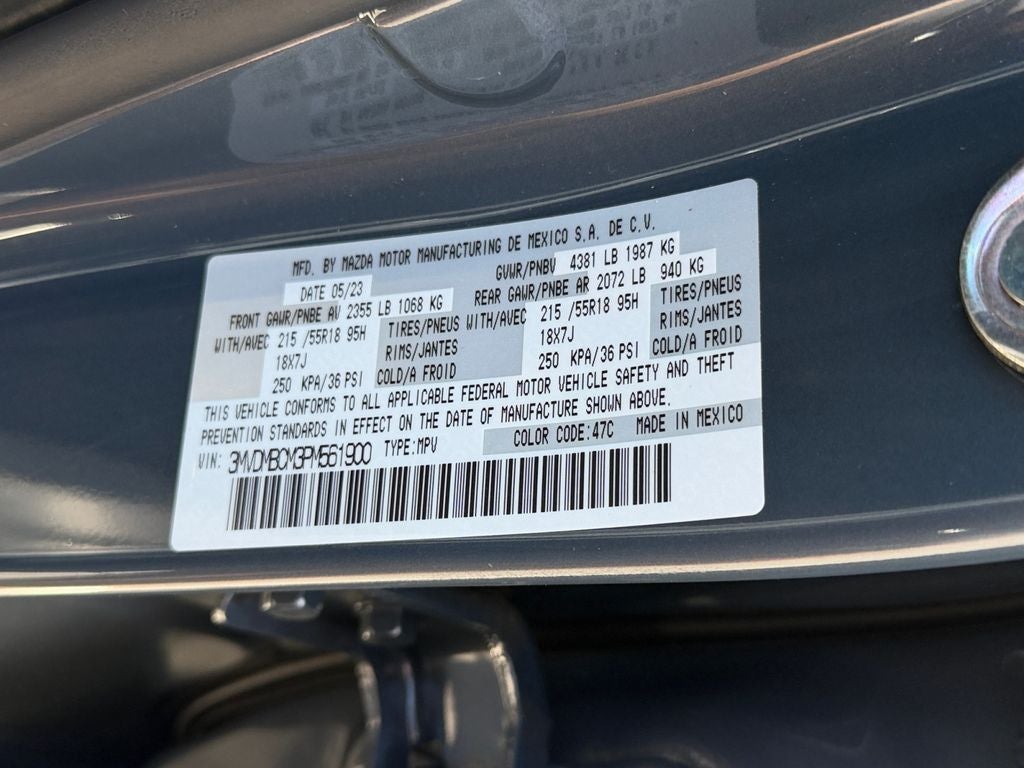 MFD. BY MAZDA MOTOR MANUFACTURING DE MEXICO S.A. DE C.V.
DATE 05/23 GVWR/PNBV 4381 LB 1987 KG
FRONT GAWR/PNBE AV 2355 LB 1068 KG REAR GAWR/PNBE AR 2072 LB 940 KG
WITH/AVEC 215 /55R18 95H TIRES/PNEUS WITH/AVEC 215 /55R18 95H TIRES/PNEUS
18X7J RIMS/JANTES 18X7J RIMS/JANTES
250 KPA/36 PSI COLD/A FROID 250 KPA/36 PSI COLD/A FROID
THIS VEHICLE CONFORMS TO ALL APPLICABLE FEDERAL MOTOR VEHICLE SAFETY AND THEFT
PREVENTION STANDARDS IN EFFECT ON THE DATE OF MANUFACTURE SHOWN ABOVE.
VIN: 3MVDMBCM3PM561900 TYPE:MPV COLOR CODE:47C MADE IN MEXICO